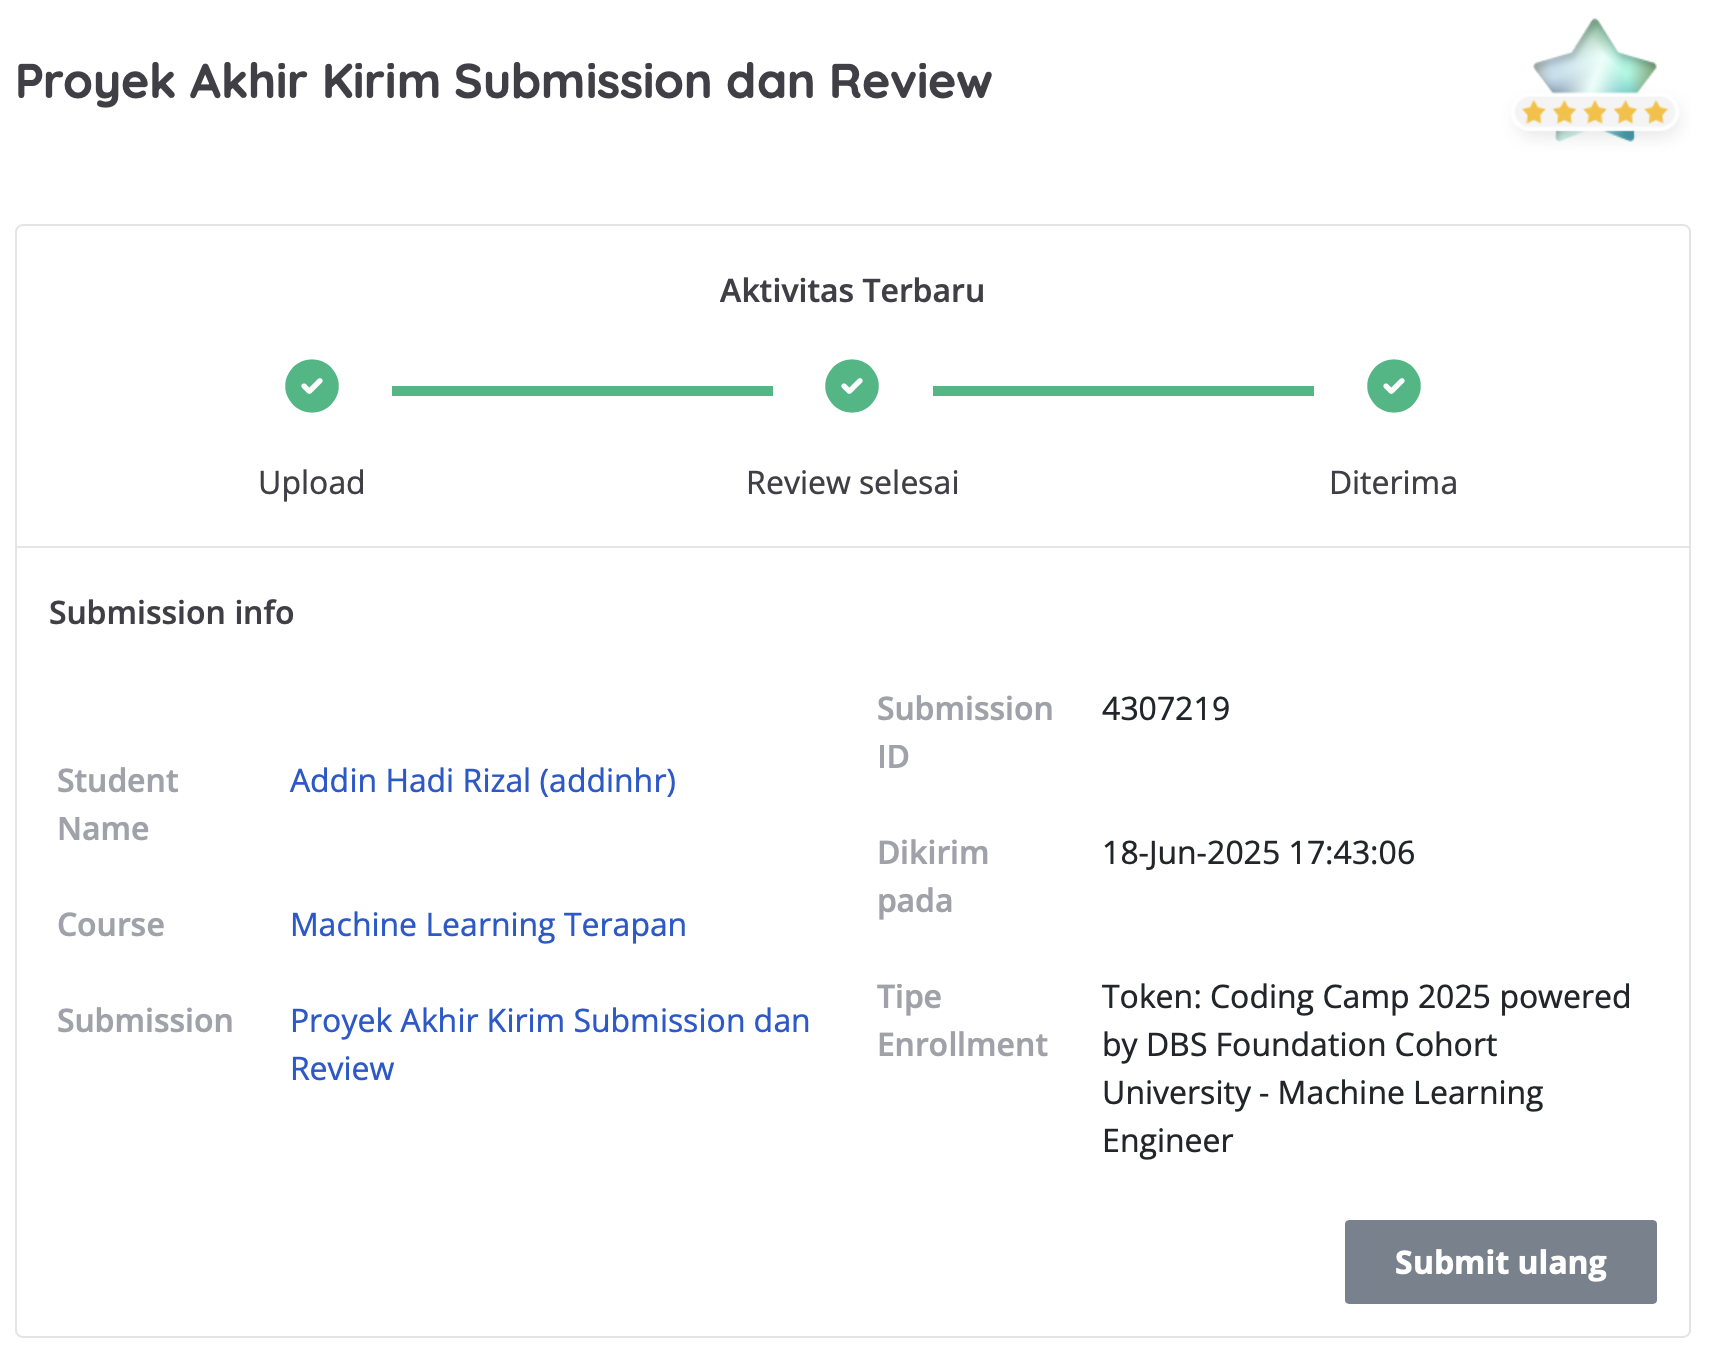 Proyek Akhir Kirim Submission dan Review
Aktivitas Terbaru
Upload
Review selesai
Diterima
Submission info
Student
Name
Addin Hadi Rizal (addinhr)
Course
Machine Learning Terapan
Submission
Proyek Akhir Kirim Submission dan
Review
Submission
ID
4307219
Dikirim
pada
18-Jun-2025 17:43:06
Tipe
Enrollment
Token: Coding Camp 2025 powered
by DBS Foundation Cohort
University - Machine Learning
Engineer
Submit ulang